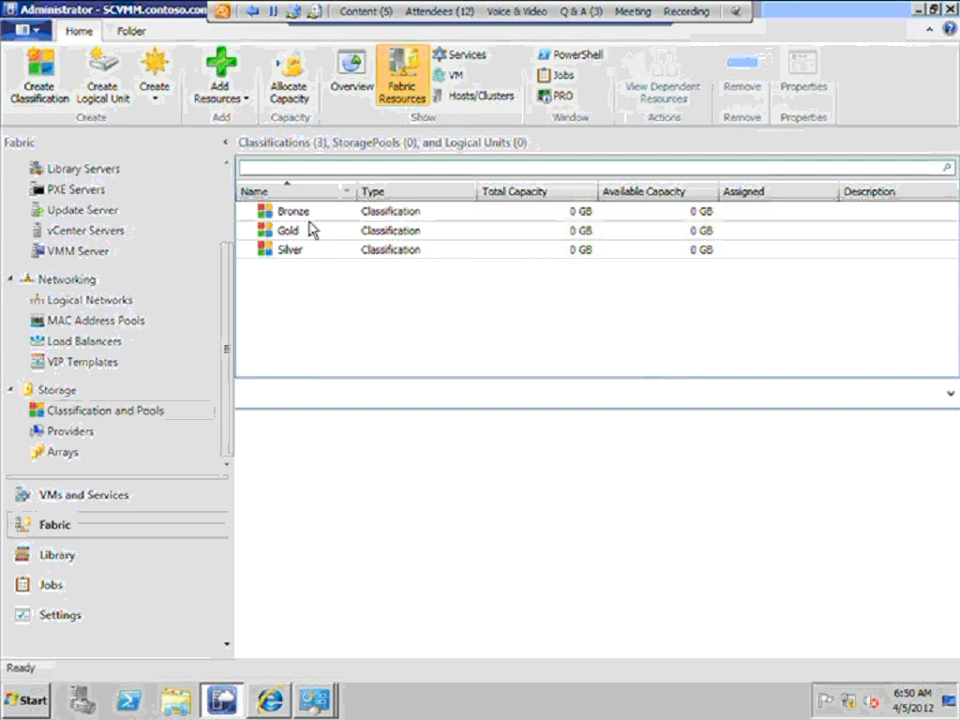 Administrator - SCVMM.contoso.com
Content (5) Attendees (12) Voice & Video Q & A (3) Meeting Recording
Home Folder
Create Classification
Create Logical Unit
Create
Add Resources
Allocate Capacity
Overview
Fabric Resources
Services
VM
Hosts/Clusters
PowerShell
Jobs
PRO
View Dependent Resources
Remove
Properties
Create Add Capacity Show Window Actions Remove Properties
Fabric
Classifications (3), StoragePools (0), and Logical Units (0)
Library Servers
PXE Servers
Update Server
vCenter Servers
VMM Server
Networking
Logical Networks
MAC Address Pools
Load Balancers
VIP Templates
Storage
Classification and Pools
Providers
Arrays
VMs and Services
Fabric
Library
Jobs
Settings
Name Type Total Capacity Available Capacity Assigned Description
Bronze Classification 0 GB 0 GB
Gold Classification 0 GB 0 GB
Silver Classification 0 GB 0 GB
Ready
Start
6:50 AM
4/5/2012